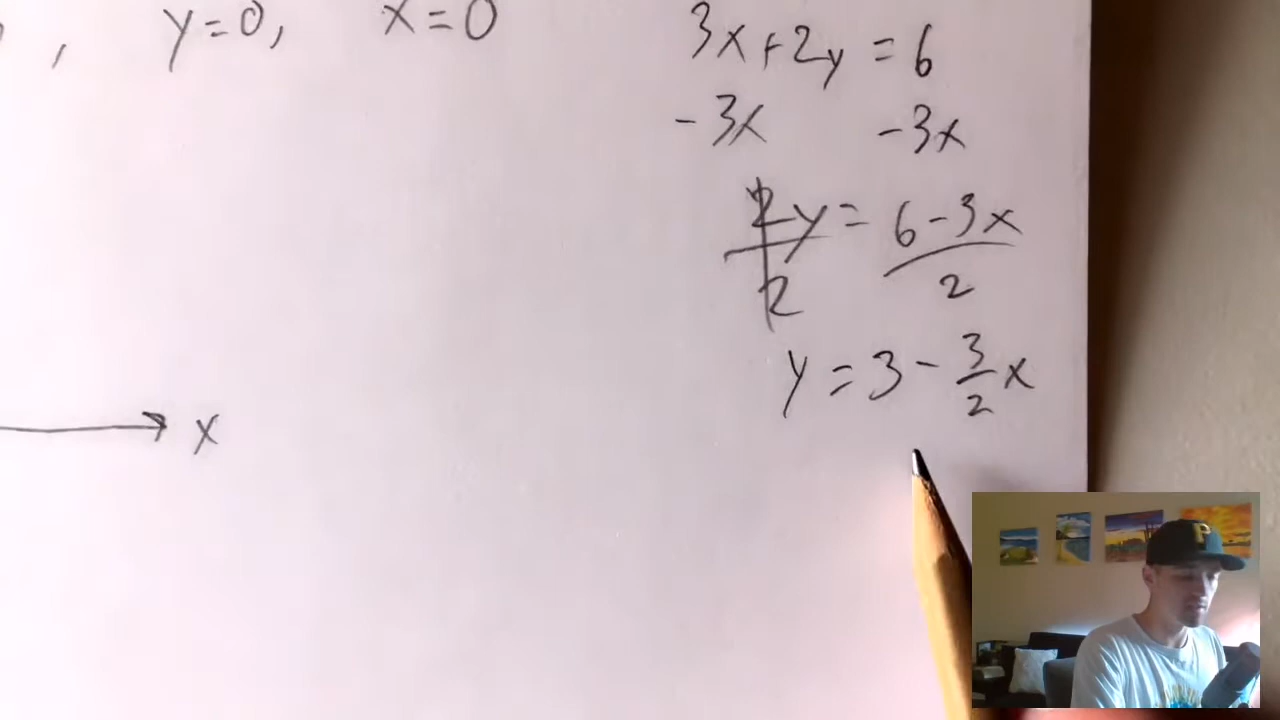 , y=0, x=0
3x+2y = 6
-3x -3x
2y = 6-3x
2 2
y = 3 - 3/2 x
x
P